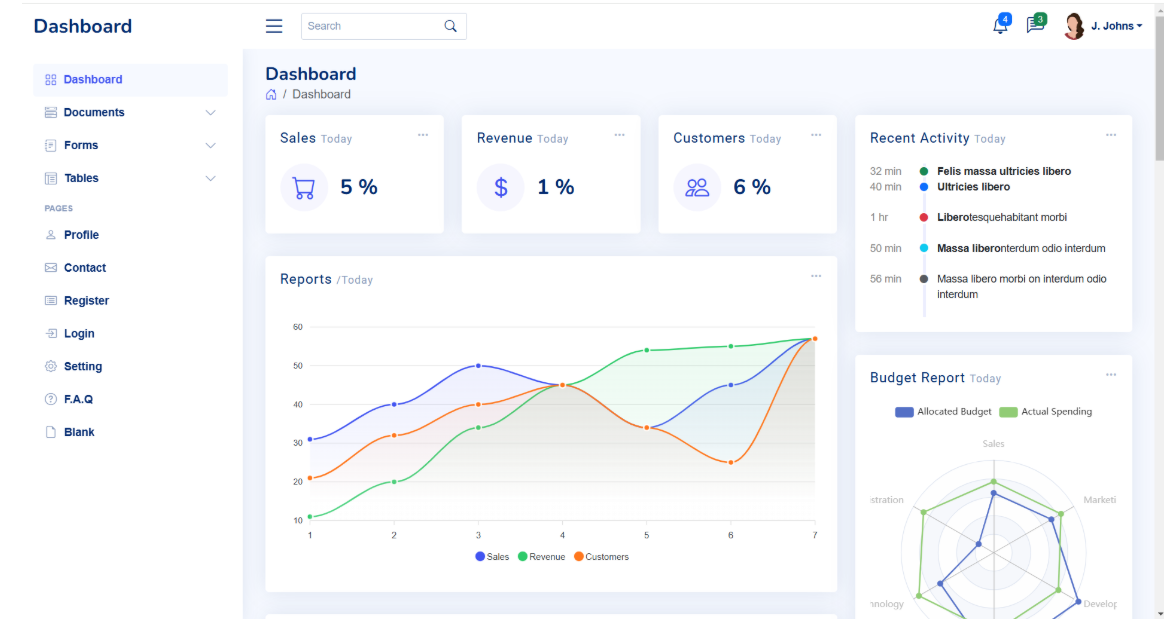 Dashboard
Search
4
3
J. Johns
Dashboard
Documents
Forms
Tables
PAGES
Profile
Contact
Register
Login
Setting
F.A.Q
Blank
Dashboard
/ Dashboard
Sales Today
5 %
Revenue Today
$ 1 %
Customers Today
6 %
Reports /Today
60
50
40
30
20
10
1 2 3 4 5 6 7
Sales Revenue Customers
Recent Activity Today
32 min Felis massa ultricies libero
40 min Ultricies libero
1 hr Liberotesquehabitant morbi
50 min Massa liberonterdum odio interdum
56 min Massa libero morbi on interdum odio
interdum
Budget Report Today
Allocated Budget Actual Spending
Sales
istration Marketi
hnology Develop